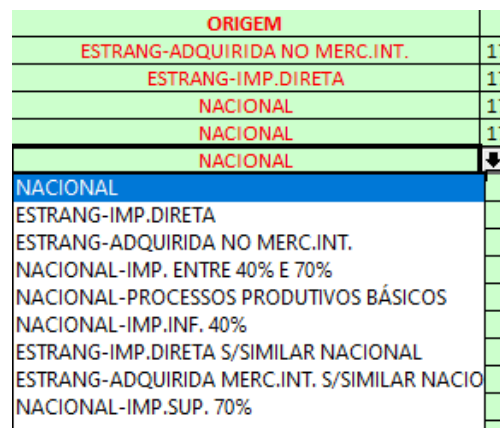 ORIGEM
ESTRANG-ADQUIRIDA NO MERC.INT.
ESTRANG-IMP.DIRETA
NACIONAL
NACIONAL
NACIONAL
NACIONAL
ESTRANG-IMP.DIRETA
ESTRANG-ADQUIRIDA NO MERC.INT.
NACIONAL-IMP. ENTRE 40% E 70%
NACIONAL-PROCESSOS PRODUTIVOS BÁSICOS
NACIONAL-IMP.INF. 40%
ESTRANG-IMP.DIRETA S/SIMILAR NACIONAL
ESTRANG-ADQUIRIDA MERC.INT. S/SIMILAR NACIO
NACIONAL-IMP.SUP. 70%